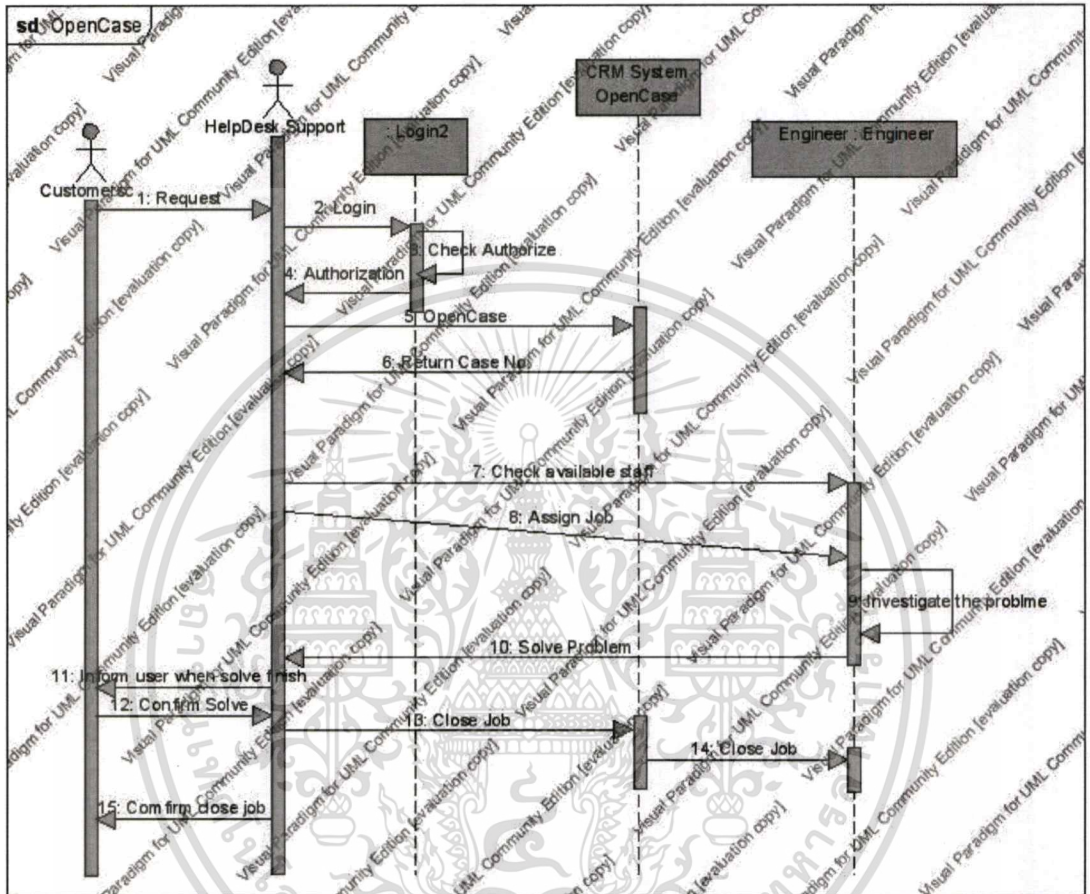 sd OpenCase
HelpDesk Support
Customersc
: Login2
CRM System
OpenCase
Engineer : Engineer
1: Request
2: Login
3: Check Authorize
4: Authorization
5: OpenCase
6: Return Case No
7: Check available staff
8: Assign Job
9: Investigate the problme
10: Solve Problem
11: Inform user when solve finish
12: Confirm Solve
13: Close Job
14: Close Job
15: Comfirm close job
Visual Paradigm for UML Community Edition [evaluation copy]